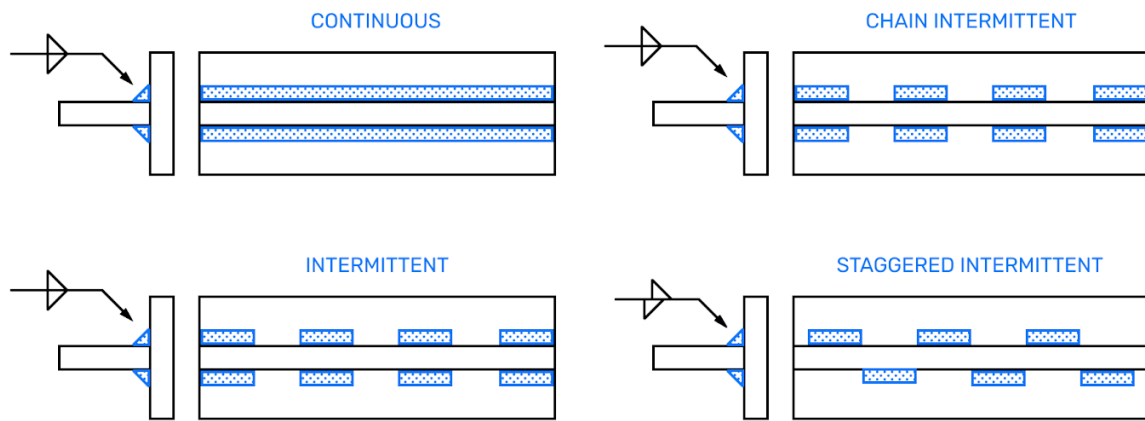 CONTINUOUS
CHAIN INTERMITTENT
INTERMITTENT
STAGGERED INTERMITTENT